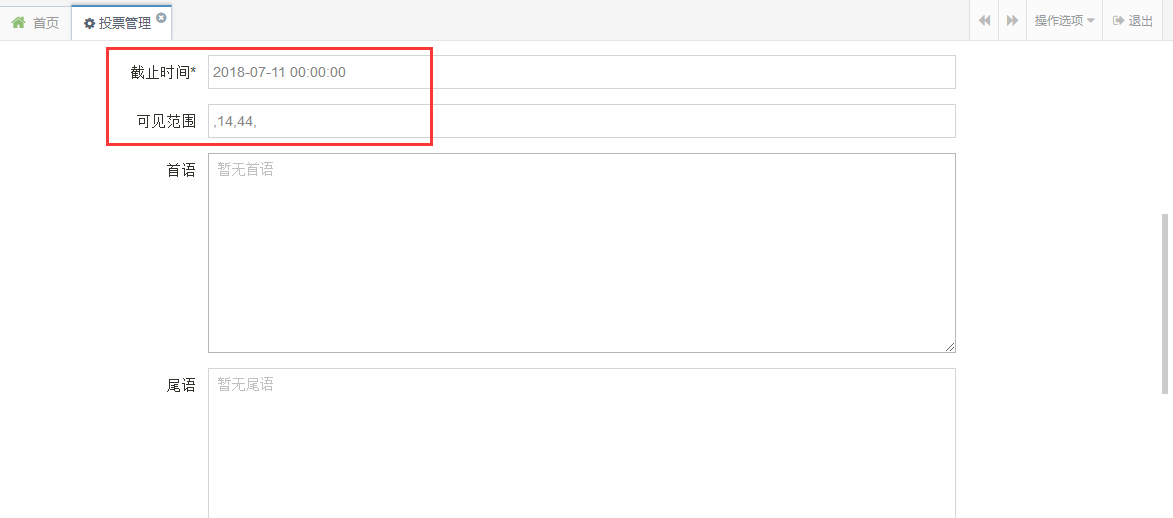 首页 投票管理 操作选项 退出
截止时间* 2018-07-11 00:00:00
可见范围 ,14,44,
首语 暂无首语
尾语 暂无尾语